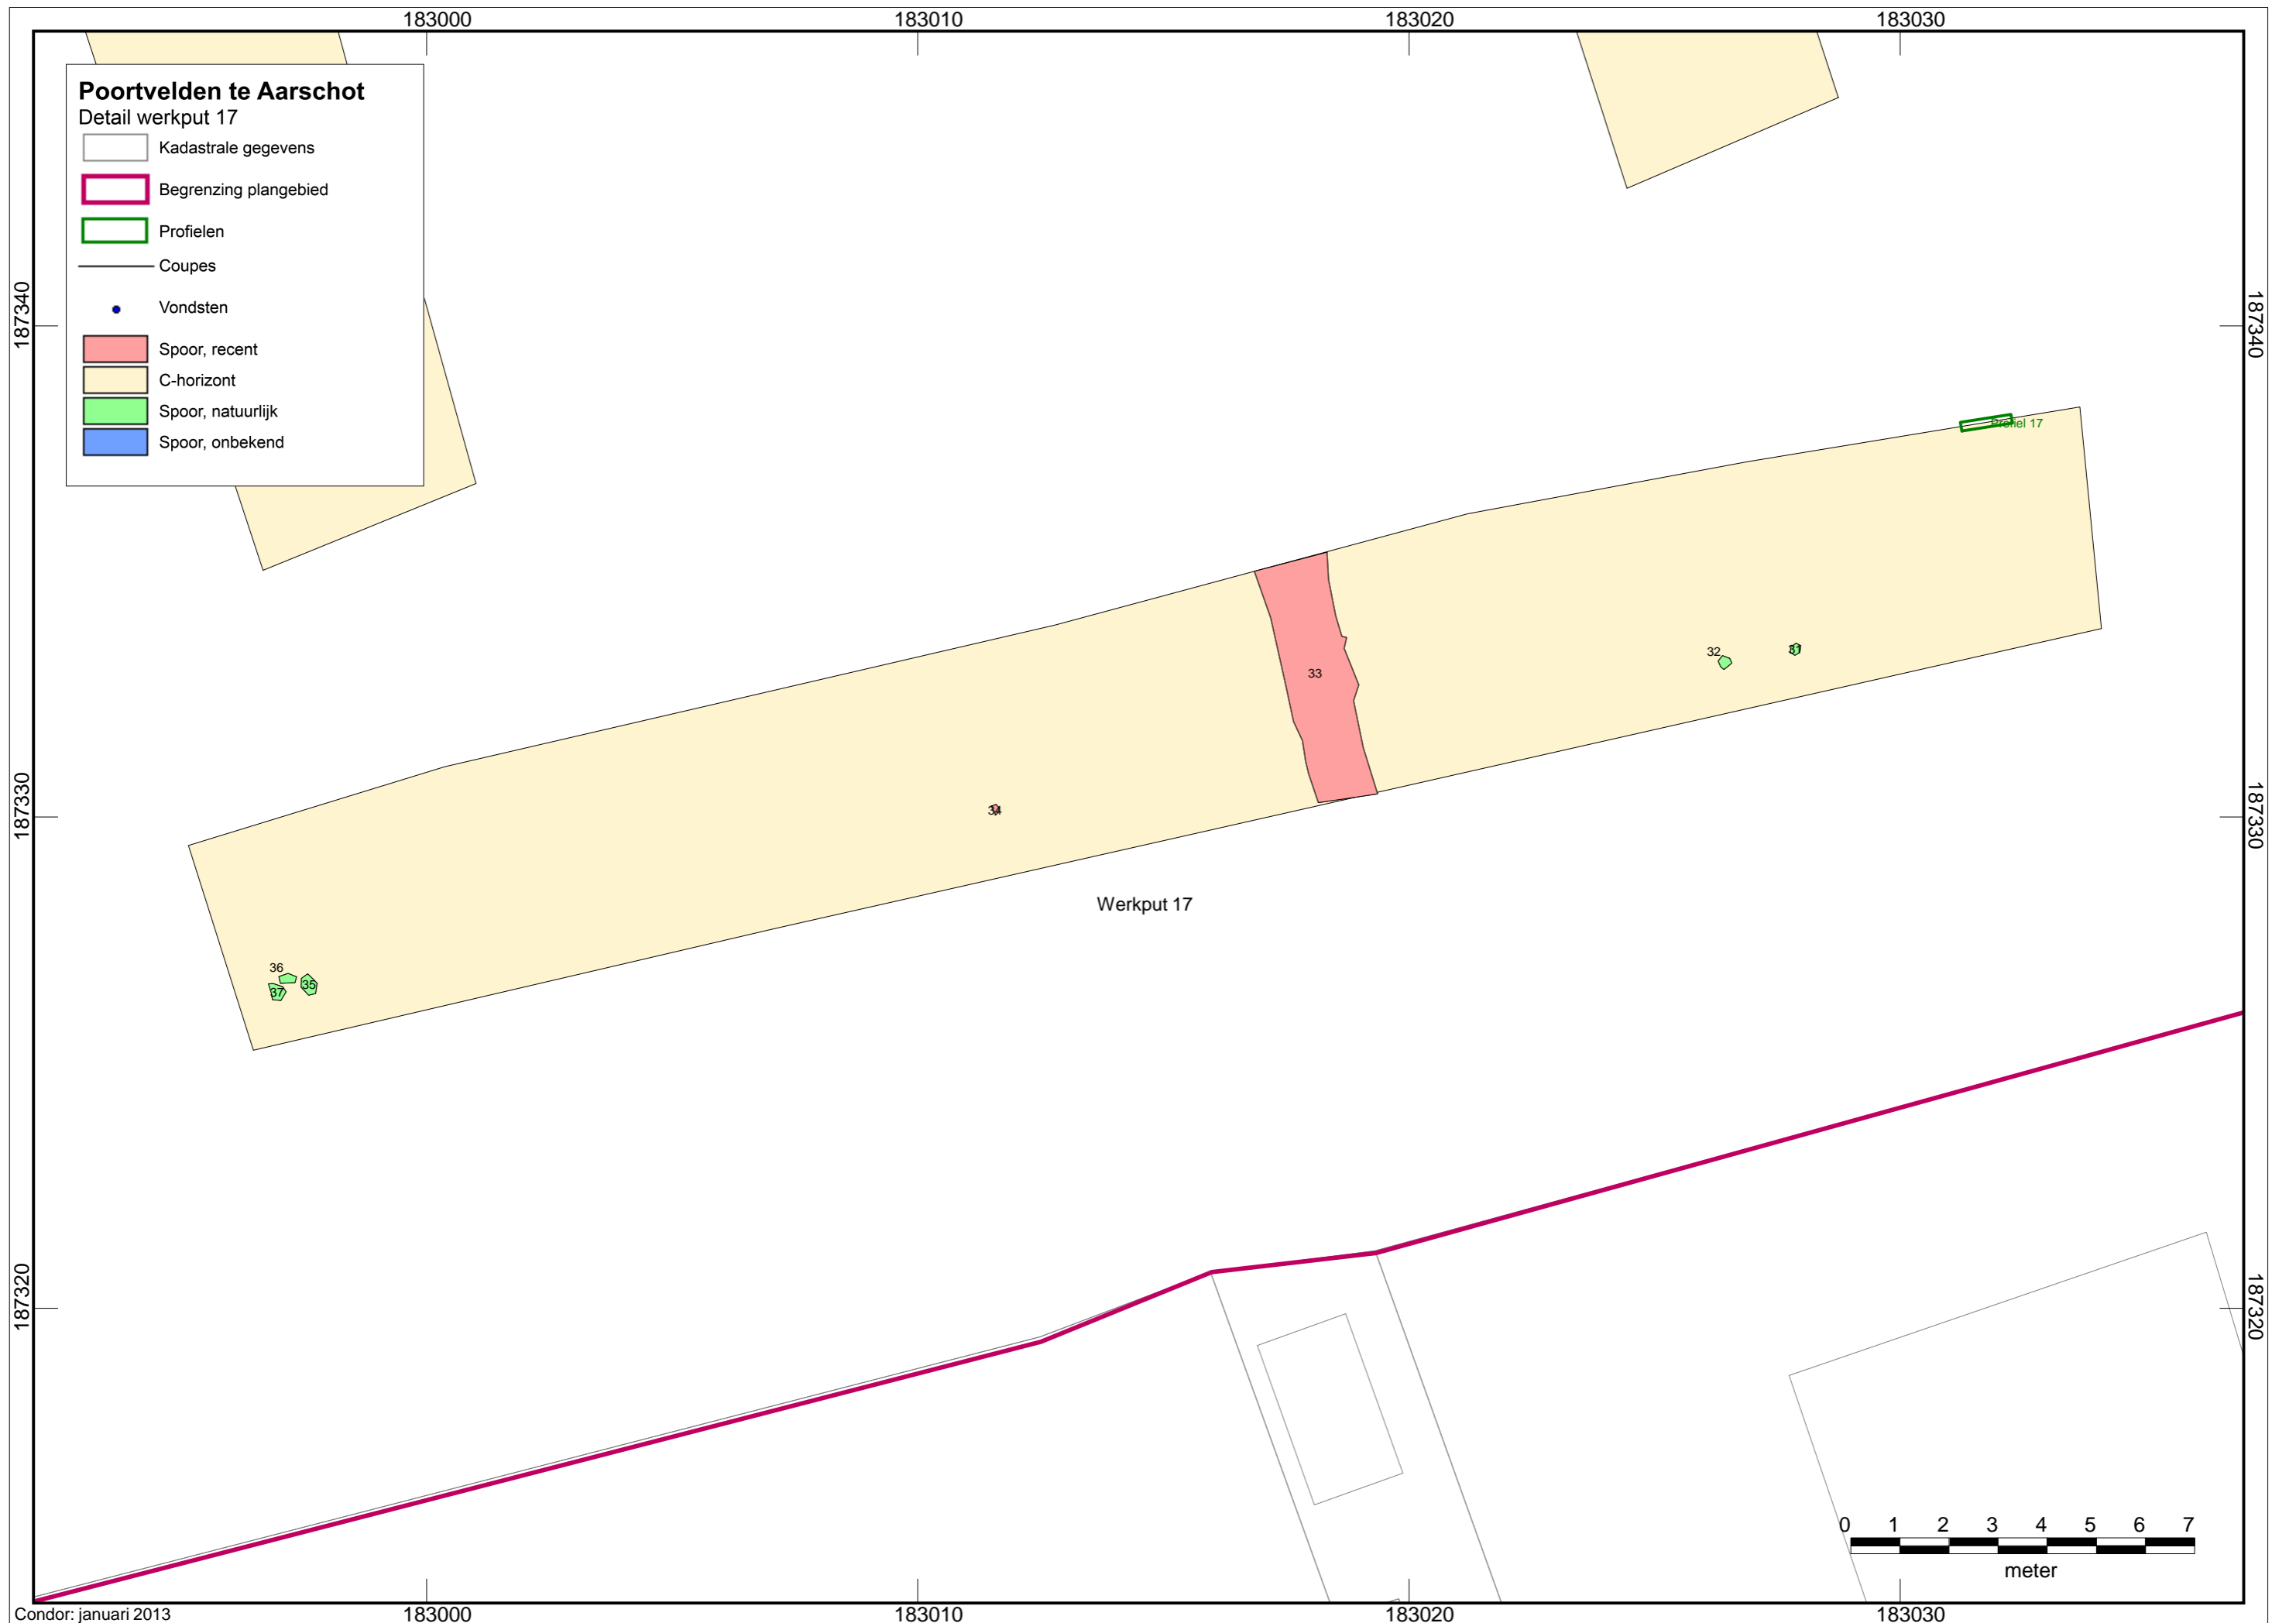 183000
183010
183020
183030
Poortvelden te Aarschot
Detail werkput 17
Kadastrale gegevens
Begrenzing plangebied
Profielen
Coupes
Vondsten
Spoor, recent
C-horizont
Spoor, natuurlijk
Spoor, onbekend
187340
187340
Profiel 17
32
31
33
34
187330
187330
Werkput 17
36
37
35
187320
187320
0 1 2 3 4 5 6 7
meter
Condor: januari 2013
183000
183010
183020
183030